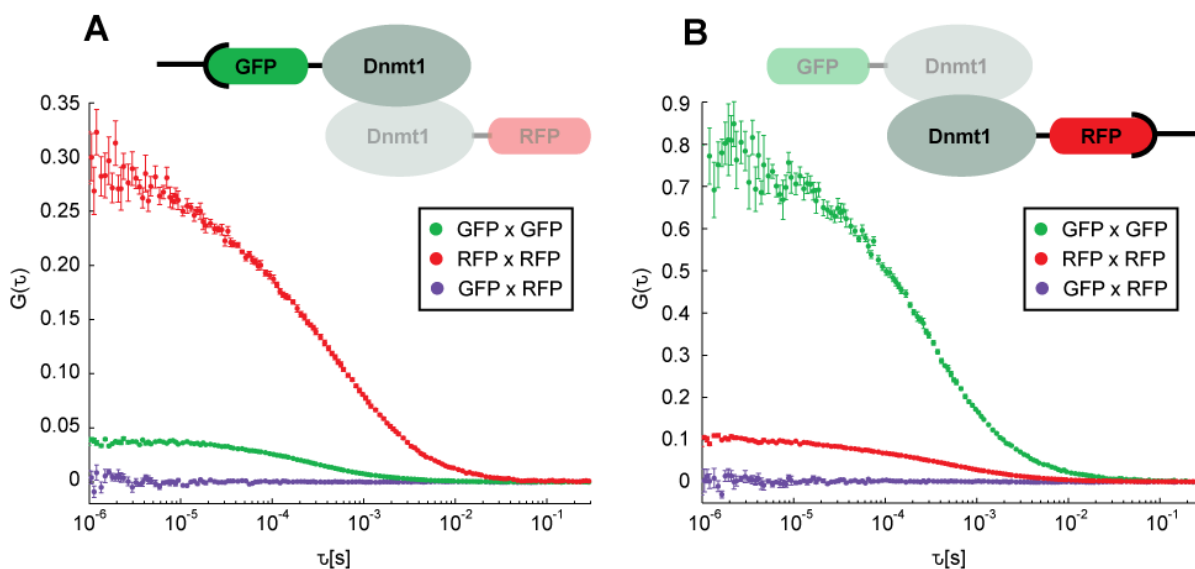 A
GFP
Dnmt1
Dnmt1
RFP
0.35
0.30
0.25
0.20
0.15
0.10
0.05
0
G(τ)
GFP x GFP
RFP x RFP
GFP x RFP
10-6
10-5
10-4
10-3
10-2
10-1
τ[s]
B
GFP
Dnmt1
Dnmt1
RFP
0.9
0.8
0.7
0.6
0.5
0.4
0.3
0.2
0.1
0
G(τ)
GFP x GFP
RFP x RFP
GFP x RFP
10-6
10-5
10-4
10-3
10-2
10-1
τ[s]